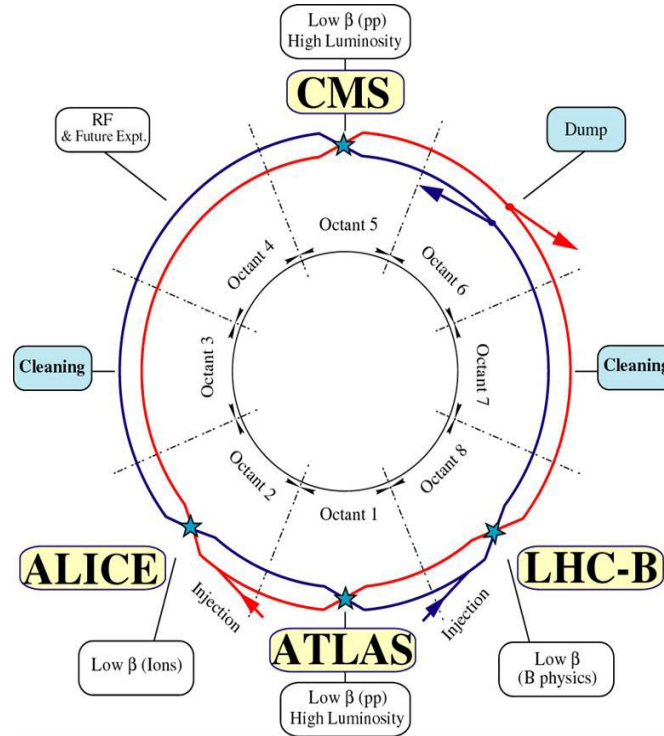 Low β (pp)
High Luminosity
CMS
RF
& Future Expt.
Dump
Octant 5
Octant 4
Octant 6
Cleaning
Octant 3
Octant 7
Cleaning
Octant 2
Octant 8
Octant 1
ALICE
LHC-B
Injection
Injection
ATLAS
Low β (Ions)
Low β
(B physics)
Low β (pp)
High Luminosity